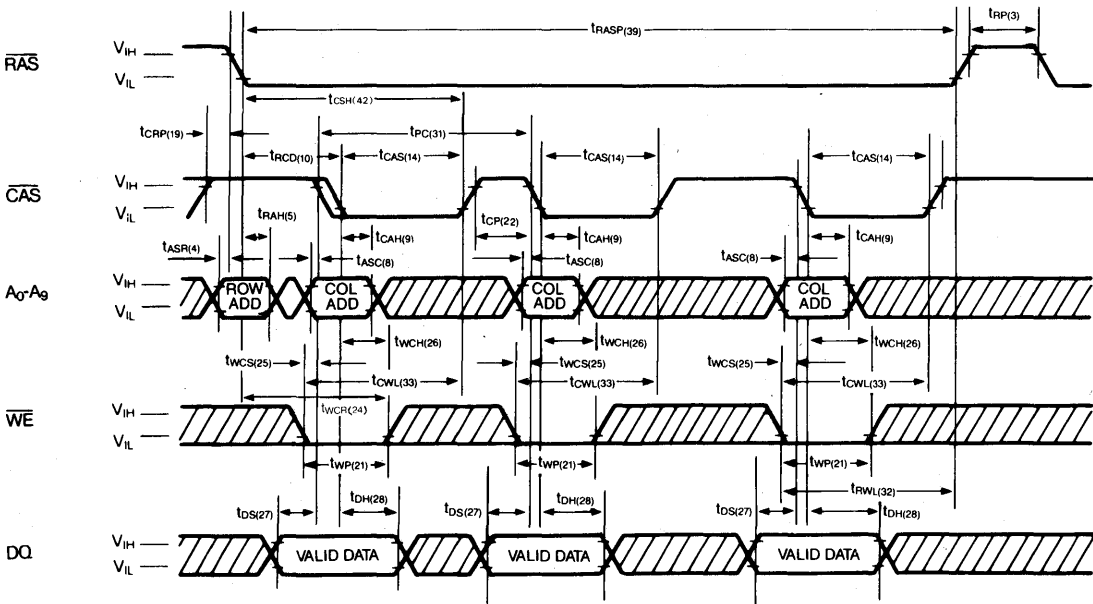 tRASP(39)
tRP(3)
RAS
VIH
VIL
tCSH(42)
tCRP(19)
tPC(31)
tRCD(10)
tCAS(14)
tCAS(14)
tCAS(14)
CAS
VIH
ViL
tRAH(5)
tCP(22)
tCAH(9)
tCAH(9)
tCAH(9)
tASR(4)
tASC(8)
tASC(8)
tASC(8)
A0-A9
VIH
VIL
ROW ADD
COL ADD
COL ADD
COL ADD
tWCH(26)
tWCH(26)
tWCH(26)
tWCS(25)
tWCS(25)
tWCS(25)
tCWL(33)
tCWL(33)
tCWL(33)
tWCR(24)
WE
VIH
VIL
tWP(21)
tWP(21)
tWP(21)
tRWL(32)
tDS(27)
tDH(28)
tDS(27)
tDH(28)
tDS(27)
tDH(28)
DQ
VIH
VIL
VALID DATA
VALID DATA
VALID DATA